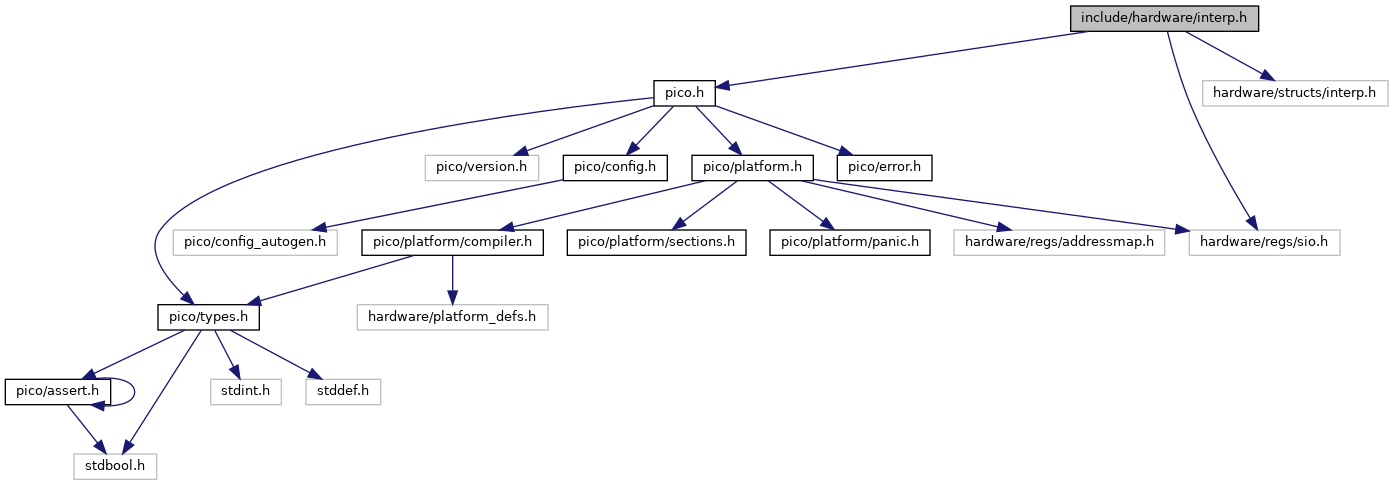 include/hardware/interp.h
pico.h
hardware/structs/interp.h
pico/version.h
pico/config.h
pico/platform.h
pico/error.h
pico/config_autogen.h
pico/platform/compiler.h
pico/platform/sections.h
pico/platform/panic.h
hardware/regs/addressmap.h
hardware/regs/sio.h
pico/types.h
hardware/platform_defs.h
pico/assert.h
stdint.h
stddef.h
stdbool.h